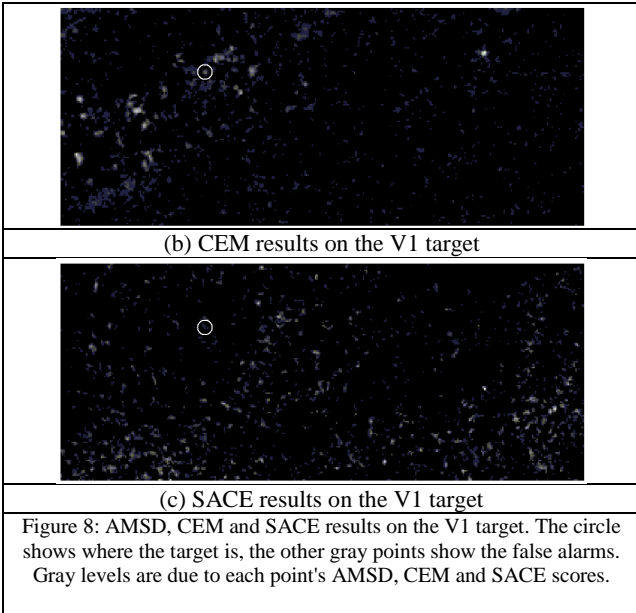 (b) CEM results on the V1 target
(c) SACE results on the V1 target
Figure 8: AMSD, CEM and SACE results on the V1 target. The circle
shows where the target is, the other gray points show the false alarms.
Gray levels are due to each point's AMSD, CEM and SACE scores.